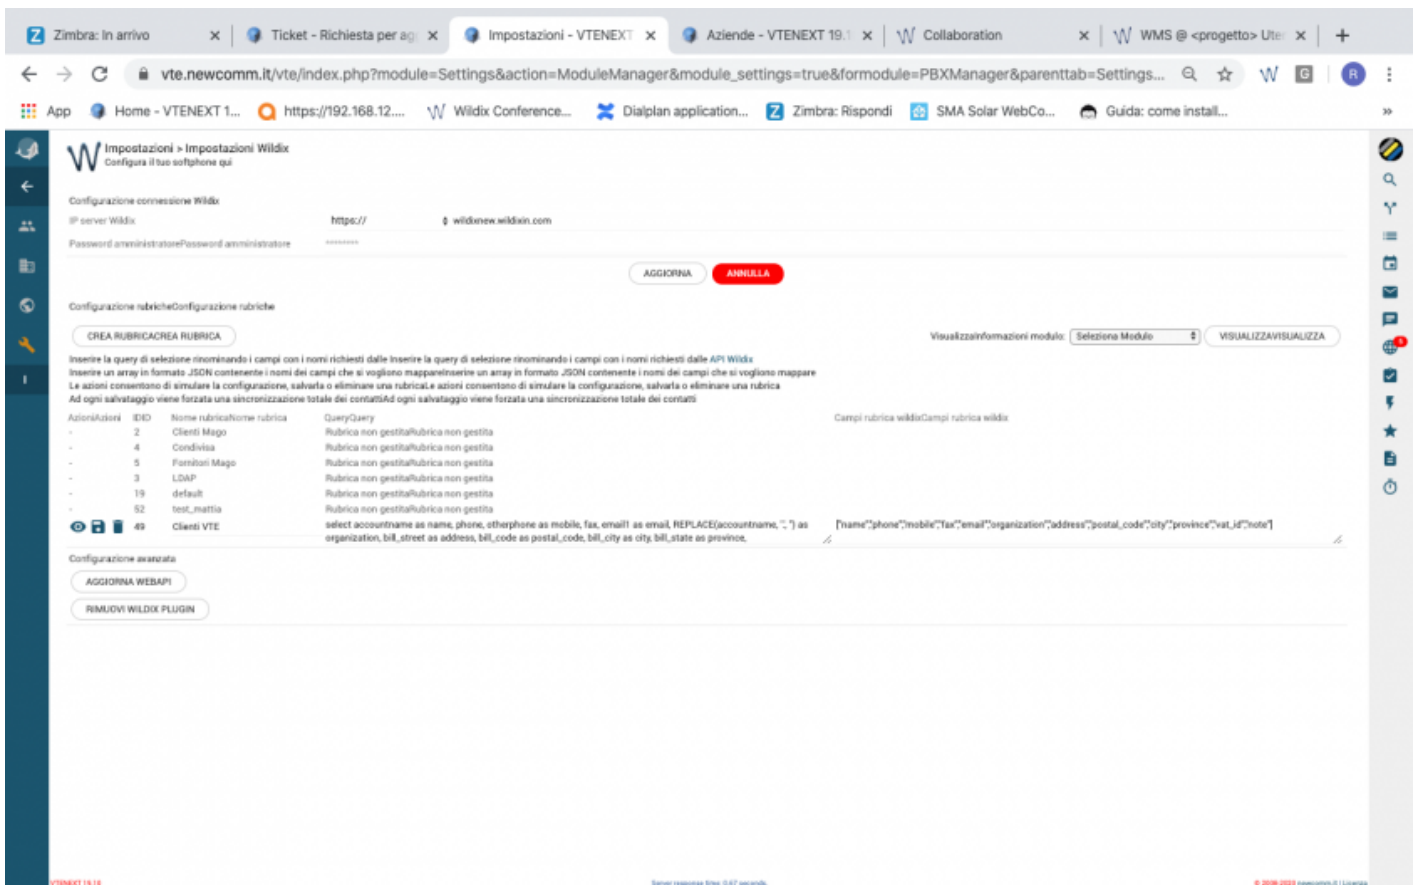 Zimbra: In arrivo
Ticket - Richiesta per ag
Impostazioni - VTENEXT
Aziende - VTENEXT 19.1
Collaboration
WMS @ <progetto> Ute
vte.newcomm.it/vte/index.php?module=Settings&action=ModuleManager&module_settings=true&formodule=PBXManager&parenttab=Settings...
App
Home - VTENEXT 1...
https://192.168.12....
Wildix Conference...
Dialplan application...
Zimbra: Rispondi
SMA Solar WebCo...
Guida: come install...
Impostazioni > Impostazioni Wildix
Configura il tuo softphone qui
Configurazione connessione Wildix
IP server Wildix https:// wildixnew.wildixin.com
Password amministratorePassword amministratore ********
AGGIORNA ANNULLA
Configurazione rubricheConfigurazione rubriche
CREA RUBRICACREA RUBRICA VisualizzaInformazioni modulo: Seleziona Modulo VISUALIZZAVISUALIZZA
Inserire la query di selezione rinominando i campi con i nomi richiesti dalle Inserire la query di selezione rinominando i campi con i nomi richiesti dalle API Wildix
Inserire un array in formato JSON contenente i nomi dei campi che si vogliono mappareInserire un array in formato JSON contenente i nomi dei campi che si vogliono mappare
Le azioni consentono di simulare la configurazione, salvarla o eliminare una rubricaLe azioni consentono di simulare la configurazione, salvarla o eliminare una rubrica
Ad ogni salvataggio viene forzata una sincronizzazione totale dei contattiAd ogni salvataggio viene forzata una sincronizzazione totale dei contatti
AzioniAzioni IDID Nome rubricaNome rubrica QueryQuery Campi rubrica wildixCampi rubrica wildix
- 2 Clienti Mago Rubrica non gestitaRubrica non gestita
- 4 Condivisa Rubrica non gestitaRubrica non gestita
- 5 Fornitori Mago Rubrica non gestitaRubrica non gestita
- 3 LDAP Rubrica non gestitaRubrica non gestita
- 19 default Rubrica non gestitaRubrica non gestita
- 52 test_mattia Rubrica non gestitaRubrica non gestita
49 Clienti VTE select accountname as name, phone, otherphone as mobile, fax, email1 as email, REPLACE(accountname, '.', '') as ["name","phone","mobile","fax","email","organization","address","postal_code","city","province","vat_id","note"]
organization, bill_street as address, bill_code as postal_code, bill_city as city, bill_state as province,
Configurazione avanzata
AGGIORNA WEBAPI
RIMUOVI WILDIX PLUGIN
VTENEXT 19.10 Server response time: 0.67 seconds. © 2008-2020 newcomm.it | Licenza